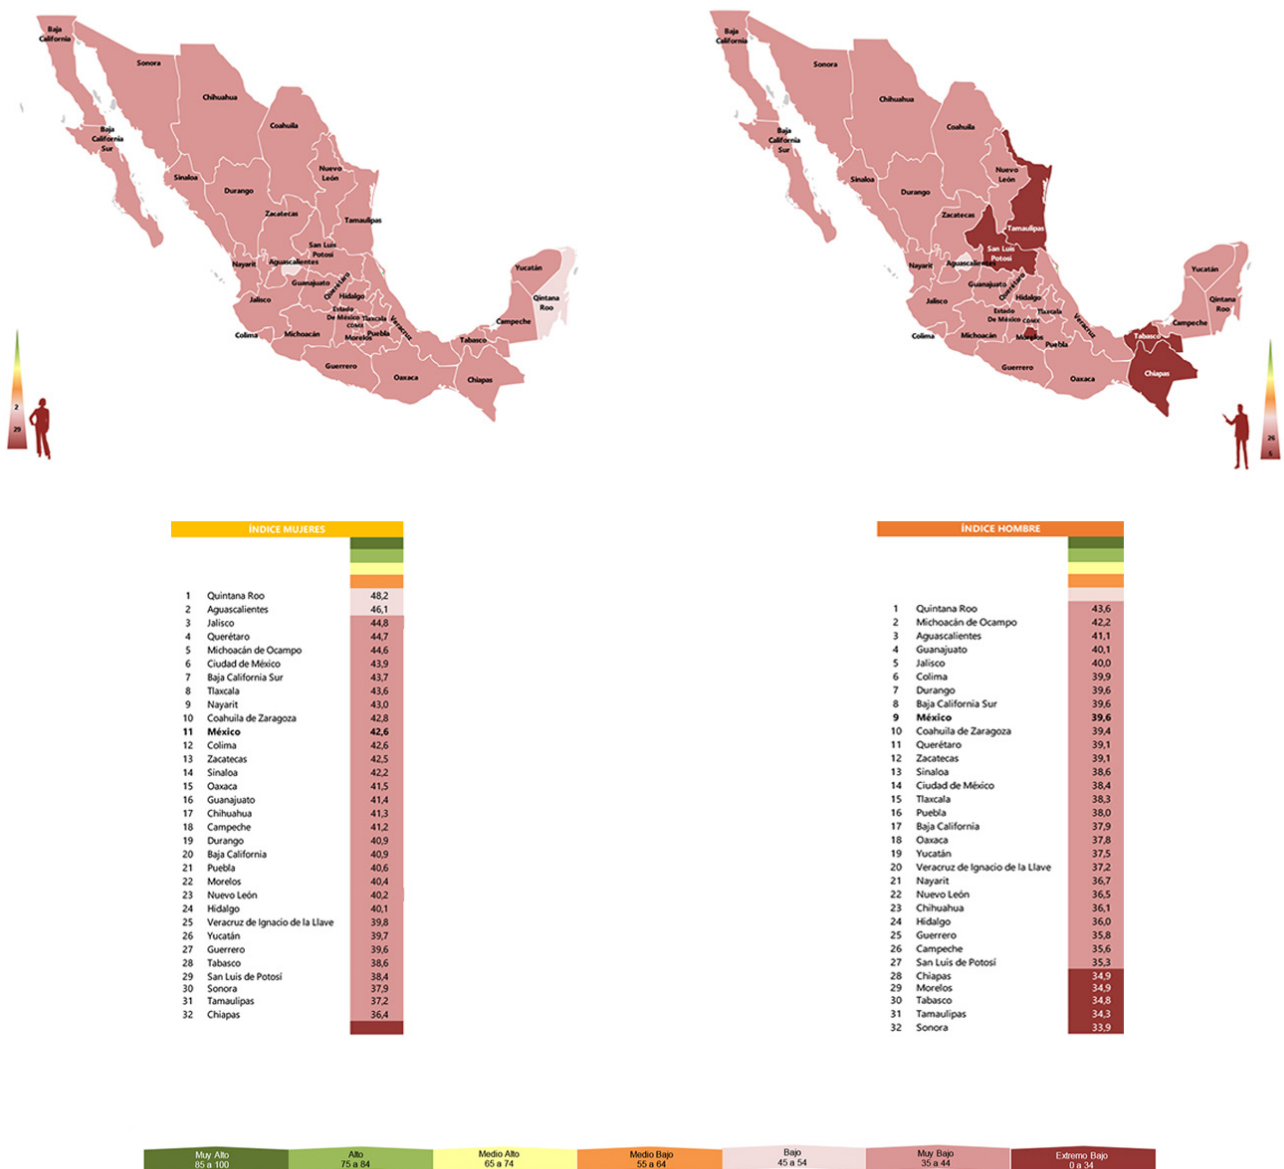 Baja
California
Sonora
Chihuahua
Coahuila
Baja
California
Sur
Sinaloa
Durango
Nuevo
León
Zacatecas
Tamaulipas
San Luis
Potosí
Nayarit
Aguascalientes
Guanajuato
Querétaro
Hidalgo
Jalisco
Estado
De México
Tlaxcala
CDMX
Colima
Michoacán
Morelos
Puebla
Veracruz
Guerrero
Oaxaca
Tabasco
Chiapas
Campeche
Yucatán
Qintana
Roo
2
29
Baja
California
Sonora
Chihuahua
Coahuila
Baja
California
Sur
Sinaloa
Durango
Nuevo
León
Zacatecas
Tamaulipas
San Luis
Potosí
Nayarit
Aguascalientes
Guanajuato
Querétaro
Hidalgo
Jalisco
Estado
De México
Tlaxcala
CDMX
Colima
Michoacán
Morelos
Puebla
Veracruz
Guerrero
Oaxaca
Tabasco
Chiapas
Campeche
Yucatán
Qintana
Roo
26
5
ÍNDICE MUJERES
1 Quintana Roo 48,2
2 Aguascalientes 46,1
3 Jalisco 44,8
4 Querétaro 44,7
5 Michoacán de Ocampo 44,6
6 Ciudad de México 43,9
7 Baja California Sur 43,7
8 Tlaxcala 43,6
9 Nayarit 43,0
10 Coahuila de Zaragoza 42,8
11 México 42,6
12 Colima 42,6
13 Zacatecas 42,5
14 Sinaloa 42,2
15 Oaxaca 41,5
16 Guanajuato 41,4
17 Chihuahua 41,3
18 Campeche 41,2
19 Durango 40,9
20 Baja California 40,9
21 Puebla 40,6
22 Morelos 40,4
23 Nuevo León 40,2
24 Hidalgo 40,1
25 Veracruz de Ignacio de la Llave 39,8
26 Yucatán 39,7
27 Guerrero 39,6
28 Tabasco 38,6
29 San Luis de Potosí 38,4
30 Sonora 37,9
31 Tamaulipas 37,2
32 Chiapas 36,4
ÍNDICE HOMBRE
1 Quintana Roo 43,6
2 Michoacán de Ocampo 42,2
3 Aguascalientes 41,1
4 Guanajuato 40,1
5 Jalisco 40,0
6 Colima 39,9
7 Durango 39,6
8 Baja California Sur 39,6
9 México 39,6
10 Coahuila de Zaragoza 39,4
11 Querétaro 39,1
12 Zacatecas 39,1
13 Sinaloa 38,6
14 Ciudad de México 38,4
15 Tlaxcala 38,3
16 Puebla 38,0
17 Baja California 37,9
18 Oaxaca 37,8
19 Yucatán 37,5
20 Veracruz de Ignacio de la Llave 37,2
21 Nayarit 36,7
22 Nuevo León 36,5
23 Chihuahua 36,1
24 Hidalgo 36,0
25 Guerrero 35,8
26 Campeche 35,6
27 San Luis de Potosí 35,3
28 Chiapas 34,9
29 Morelos 34,9
30 Tabasco 34,8
31 Tamaulipas 34,3
32 Sonora 33,9
Muy Alto
85 a 100
Alto
75 a 84
Medio Alto
65 a 74
Medio Bajo
55 a 64
Bajo
45 a 54
Muy Bajo
35 a 44
Extremo Bajo
0 a 34